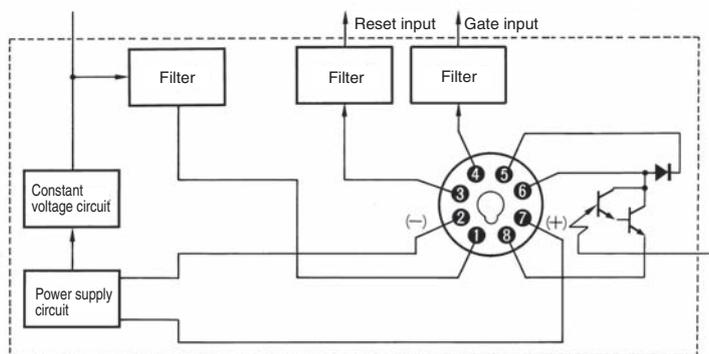 Reset input
Gate input
Filter
Filter
Filter
4
5
3
6
Constant
voltage circuit
(−)
2
7
(+)
1
8
Power supply
circuit